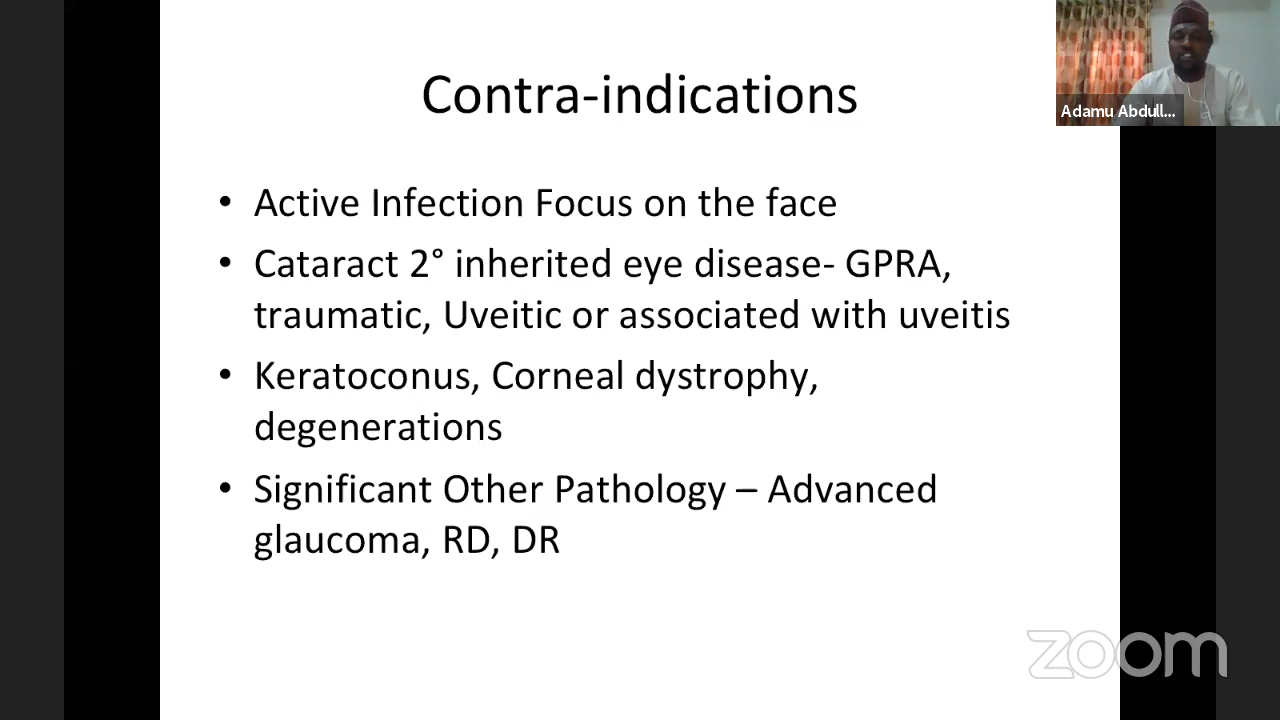 Contra-indications
Adamu Abdull...
• Active Infection Focus on the face
• Cataract 2° inherited eye disease- GPRA,
traumatic, Uveitic or associated with uveitis
• Keratoconus, Corneal dystrophy,
degenerations
• Significant Other Pathology – Advanced
glaucoma, RD, DR
zoom